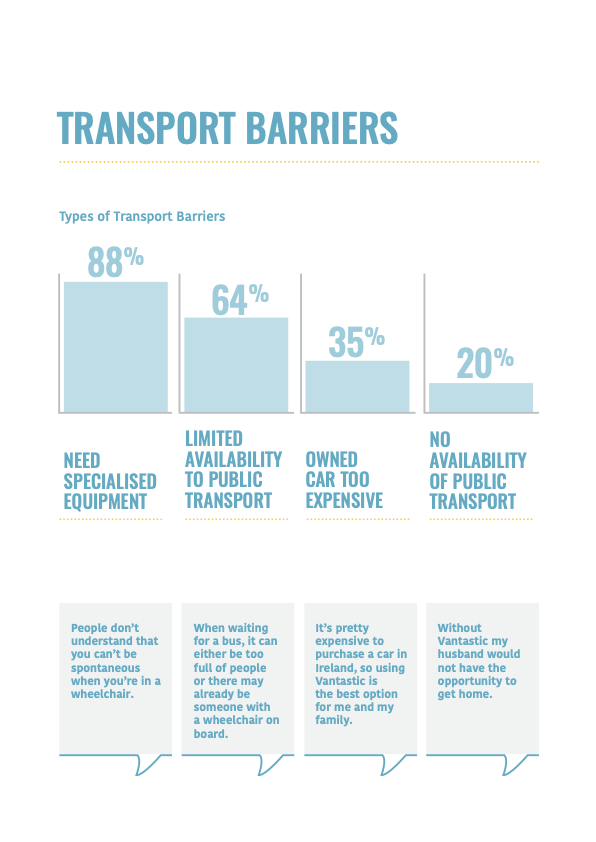 TRANSPORT BARRIERS
Types of Transport Barriers
88%
64%
35%
20%
NEED
SPECIALISED
EQUIPMENT
LIMITED
AVAILABILITY
TO PUBLIC
TRANSPORT
OWNED
CAR TOO
EXPENSIVE
NO
AVAILABILITY
OF PUBLIC
TRANSPORT
People don’t
understand that
you can’t be
spontaneous
when you’re in a
wheelchair.
When waiting
for a bus, it can
either be too
full of people
or there may
already be
someone with
a wheelchair on
board.
It’s pretty
expensive to
purchase a car in
Ireland, so using
Vantastic is
the best option
for me and my
family.
Without
Vantastic my
husband would
not have the
opportunity to
get home.